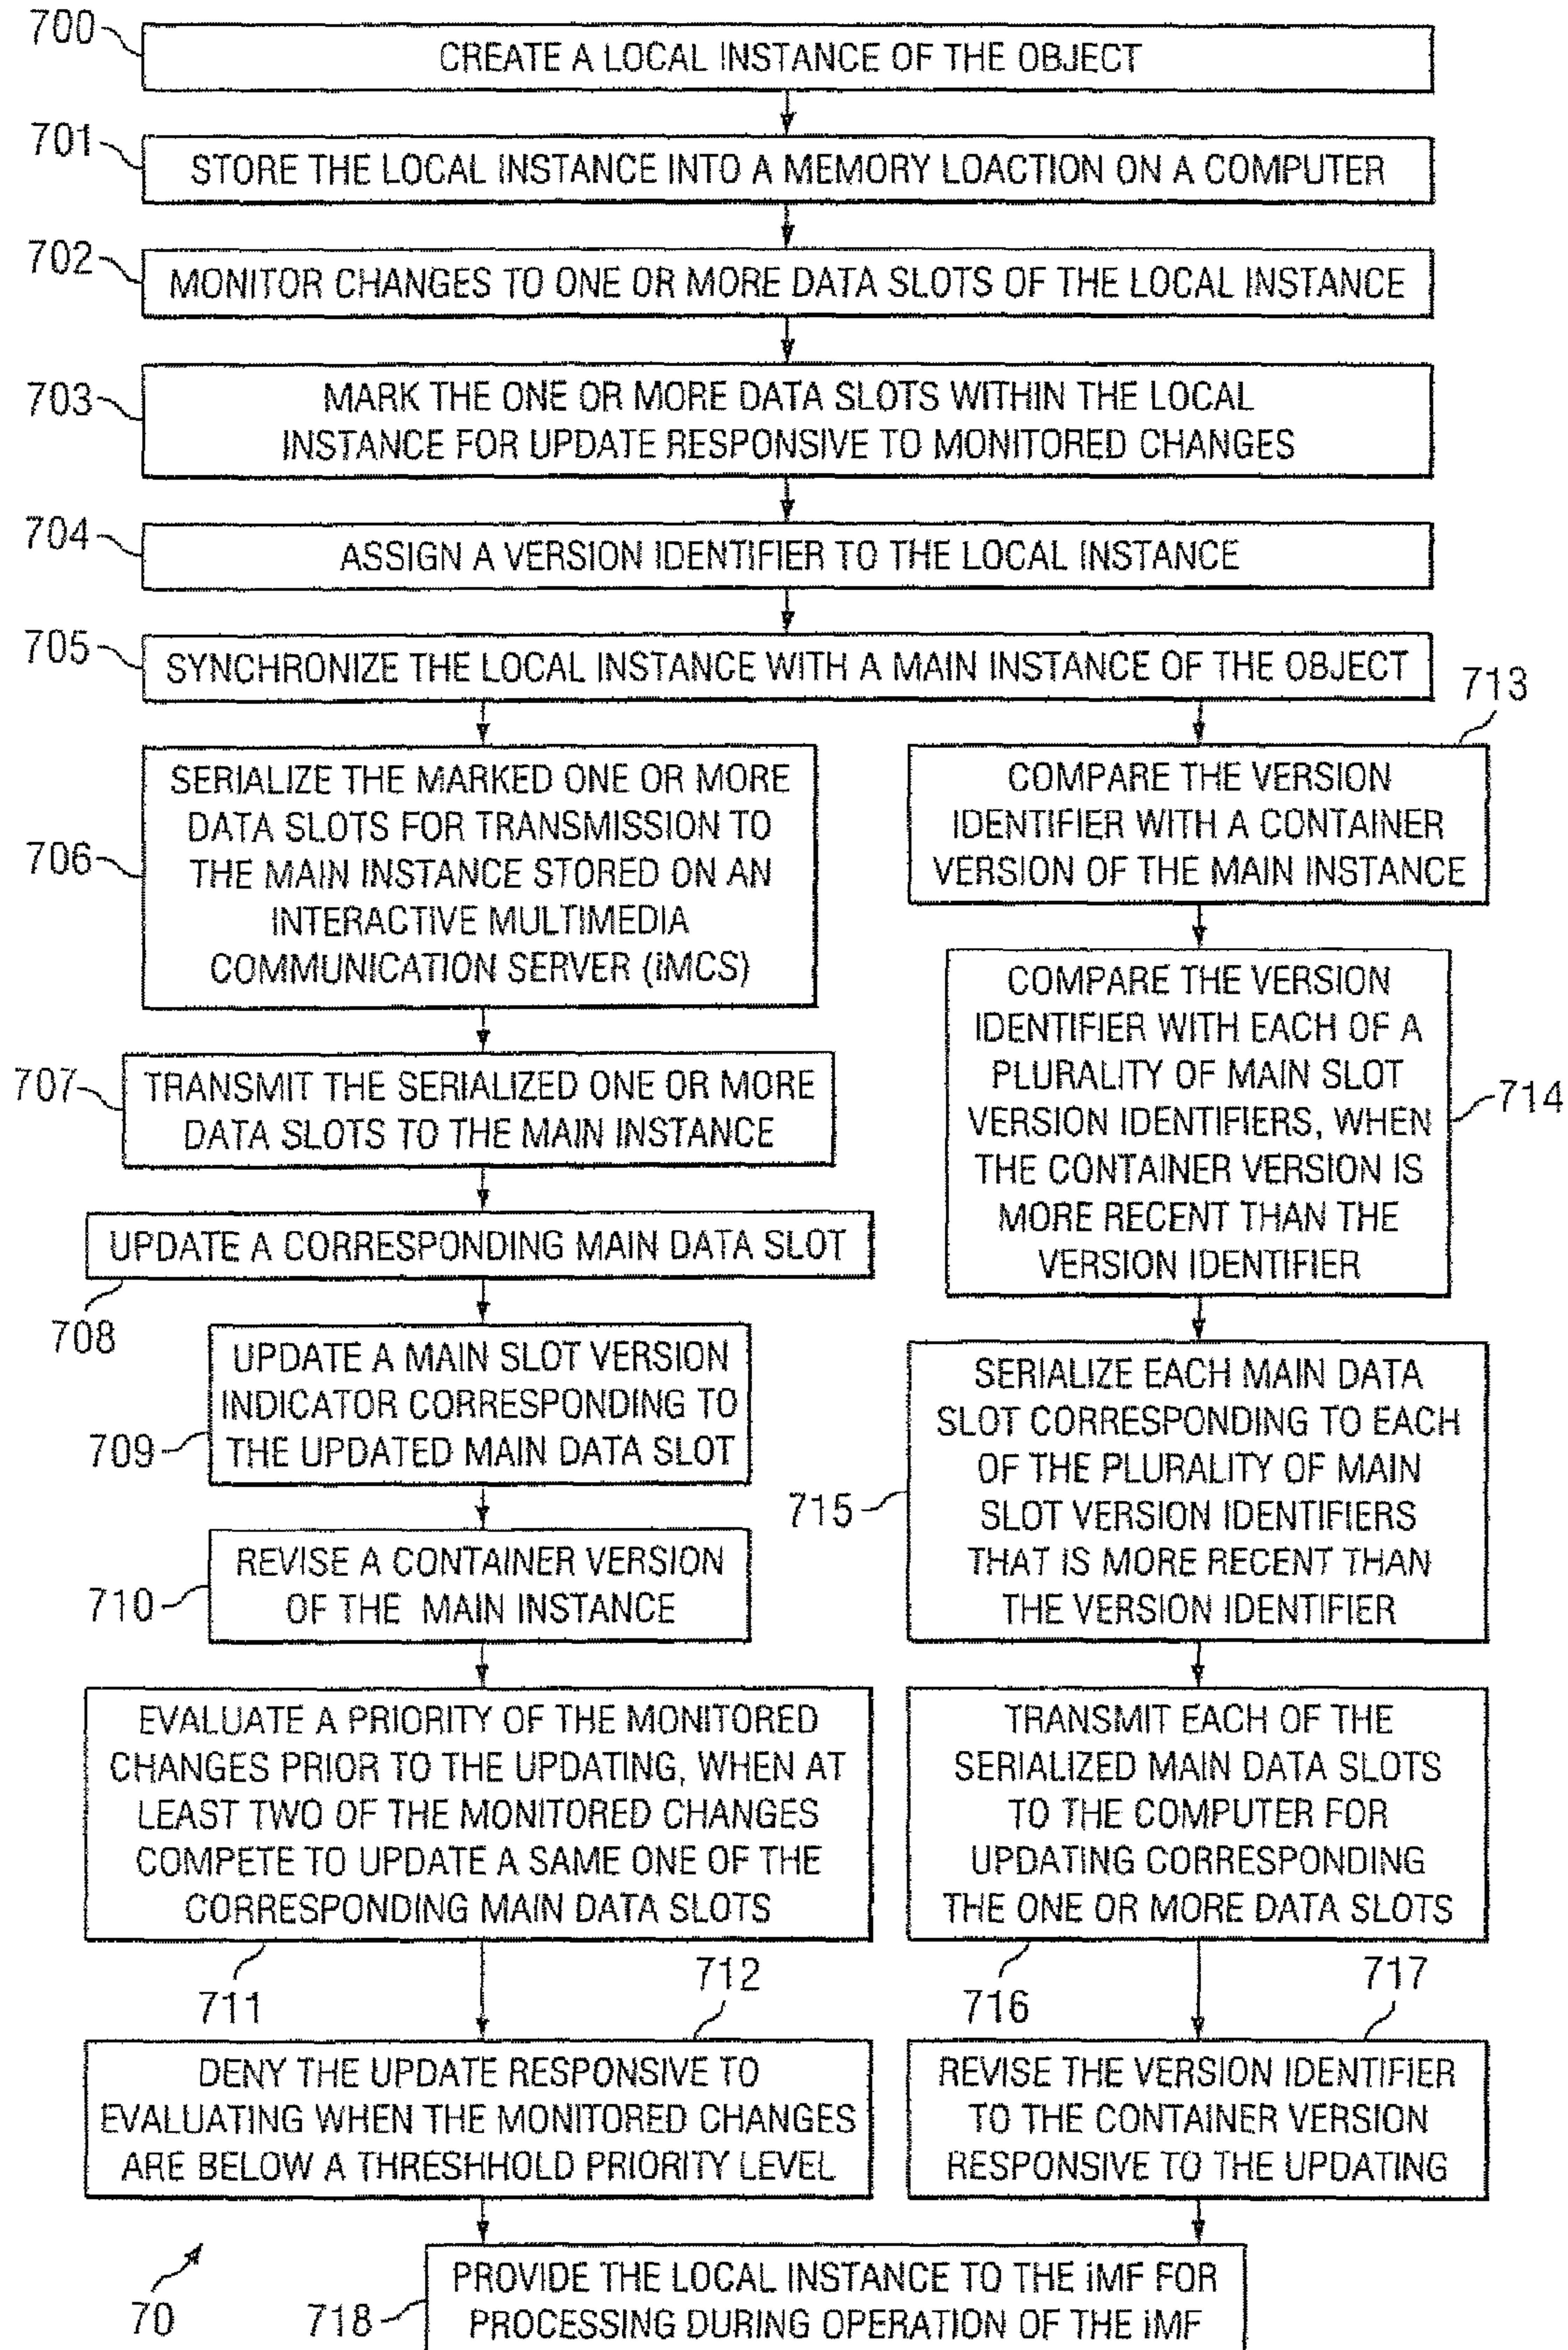 700
CREATE A LOCAL INSTANCE OF THE OBJECT
701
STORE THE LOCAL INSTANCE INTO A MEMORY LOACTION ON A COMPUTER
702
MONITOR CHANGES TO ONE OR MORE DATA SLOTS OF THE LOCAL INSTANCE
703
MARK THE ONE OR MORE DATA SLOTS WITHIN THE LOCAL
INSTANCE FOR UPDATE RESPONSIVE TO MONITORED CHANGES
704
ASSIGN A VERSION IDENTIFIER TO THE LOCAL INSTANCE
705
SYNCHRONIZE THE LOCAL INSTANCE WITH A MAIN INSTANCE OF THE OBJECT
706
SERIALIZE THE MARKED ONE OR MORE
DATA SLOTS FOR TRANSMISSION TO
THE MAIN INSTANCE STORED ON AN
INTERACTIVE MULTIMEDIA
COMMUNICATION SERVER (iMCS)
707
TRANSMIT THE SERIALIZED ONE OR MORE
DATA SLOTS TO THE MAIN INSTANCE
UPDATE A CORRESPONDING MAIN DATA SLOT
708
UPDATE A MAIN SLOT VERSION
INDICATOR CORRESPONDING TO
THE UPDATED MAIN DATA SLOT
709
REVISE A CONTAINER VERSION
OF THE MAIN INSTANCE
710
EVALUATE A PRIORITY OF THE MONITORED
CHANGES PRIOR TO THE UPDATING, WHEN AT
LEAST TWO OF THE MONITORED CHANGES
COMPETE TO UPDATE A SAME ONE OF THE
CORRESPONDING MAIN DATA SLOTS
711
712
DENY THE UPDATE RESPONSIVE TO
EVALUATING WHEN THE MONITORED CHANGES
ARE BELOW A THRESHHOLD PRIORITY LEVEL
713
COMPARE THE VERSION
IDENTIFIER WITH A CONTAINER
VERSION OF THE MAIN INSTANCE
COMPARE THE VERSION
IDENTIFIER WITH EACH OF A
PLURALITY OF MAIN SLOT
VERSION IDENTIFIERS, WHEN
THE CONTAINER VERSION IS
MORE RECENT THAN THE
VERSION IDENTIFIER
714
SERIALIZE EACH MAIN DATA
SLOT CORRESPONDING TO EACH
OF THE PLURALITY OF MAIN
SLOT VERSION IDENTIFIERS
THAT IS MORE RECENT THAN
THE VERSION IDENTIFIER
715
TRANSMIT EACH OF THE
SERIALIZED MAIN DATA SLOTS
TO THE COMPUTER FOR
UPDATING CORRESPONDING
THE ONE OR MORE DATA SLOTS
716
717
REVISE THE VERSION IDENTIFIER
TO THE CONTAINER VERSION
RESPONSIVE TO THE UPDATING
70
718
PROVIDE THE LOCAL INSTANCE TO THE iMF FOR
PROCESSING DURING OPERATION OF THE iMF